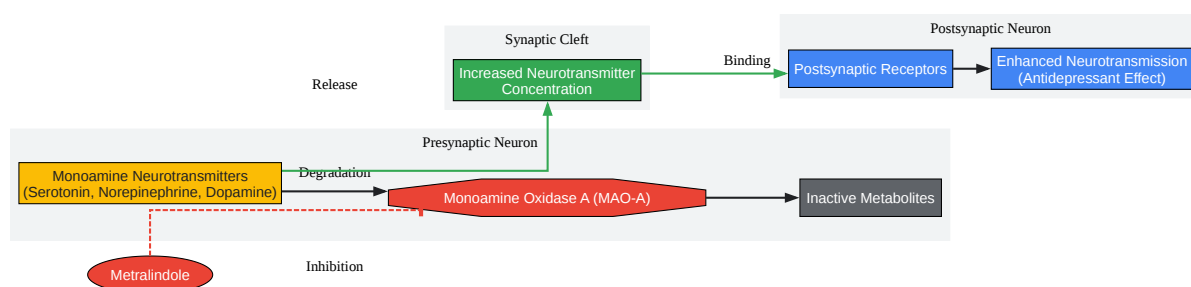 Postsynaptic Neuron
Synaptic Cleft
Increased Neurotransmitter
Concentration
Binding
Postsynaptic Receptors
Enhanced Neurotransmission
(Antidepressant Effect)
Release
Presynaptic Neuron
Monoamine Neurotransmitters
(Serotonin, Norepinephrine, Dopamine)
Degradation
Monoamine Oxidase A (MAO-A)
Inactive Metabolites
Metralindole
Inhibition